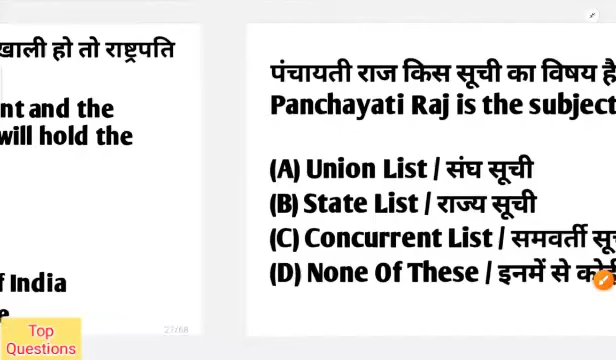 खाली हो तो राष्ट्रपति
nt and the
will hold the
f India
e
Top
Questions
27/68
पंचायती राज किस सूची का विषय है
Panchayati Raj is the subject
(A) Union List / संघ सूची
(B) State List / राज्य सूची
(C) Concurrent List / समवर्ती सू
(D) None Of These / इनमें से को